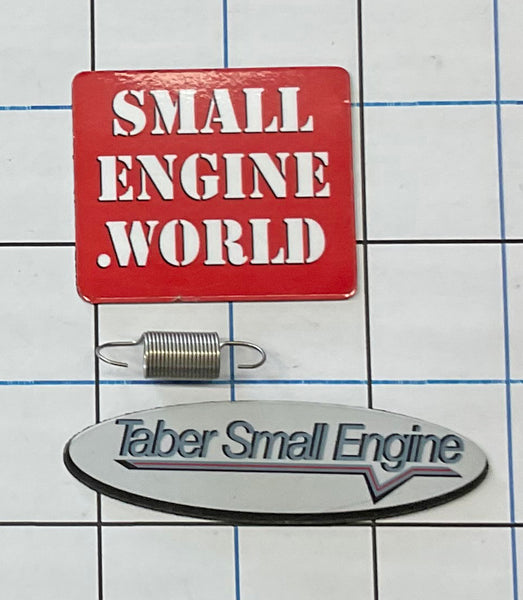 SMALL
ENGINE
.WORLD
Taber Small Engine